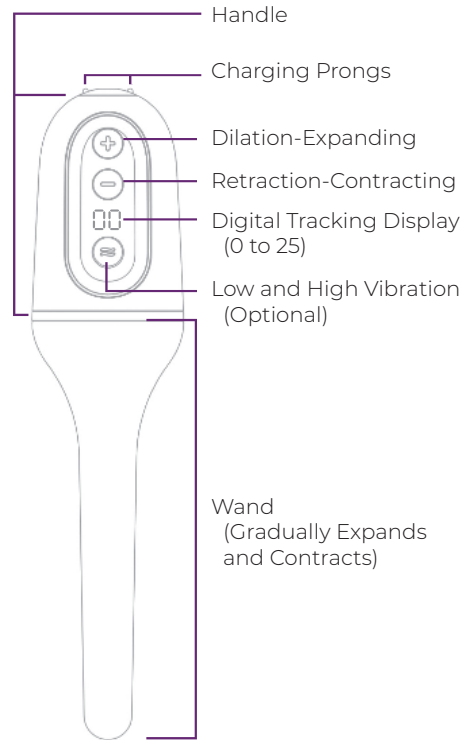 Handle
Charging Prongs
Dilation-Expanding
Retraction-Contracting
00
Digital Tracking Display
(0 to 25)
Low and High Vibration
(Optional)
Wand
(Gradually Expands
and Contracts)